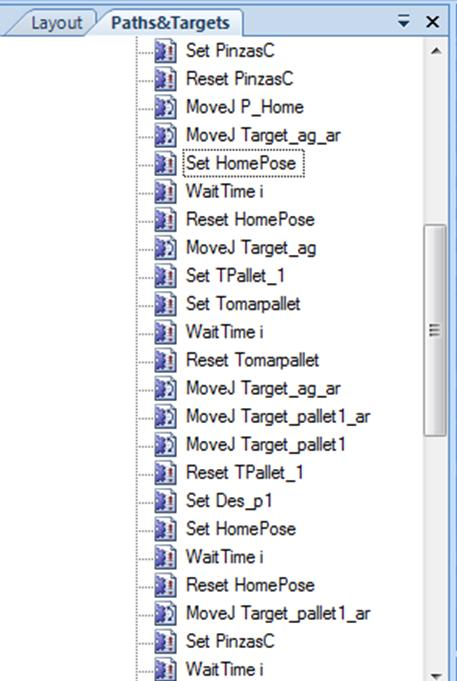 Layout Paths&Targets
Set PinzasC
Reset PinzasC
MoveJ P_Home
MoveJ Target_ag_ar
Set HomePose
WaitTime i
Reset HomePose
MoveJ Target_ag
Set TPallet_1
Set Tomarpallet
WaitTime i
Reset Tomarpallet
MoveJ Target_ag_ar
MoveJ Target_pallet1_ar
MoveJ Target_pallet1
Reset TPallet_1
Set Des_p1
Set HomePose
WaitTime i
Reset HomePose
MoveJ Target_pallet1_ar
Set PinzasC
WaitTime i